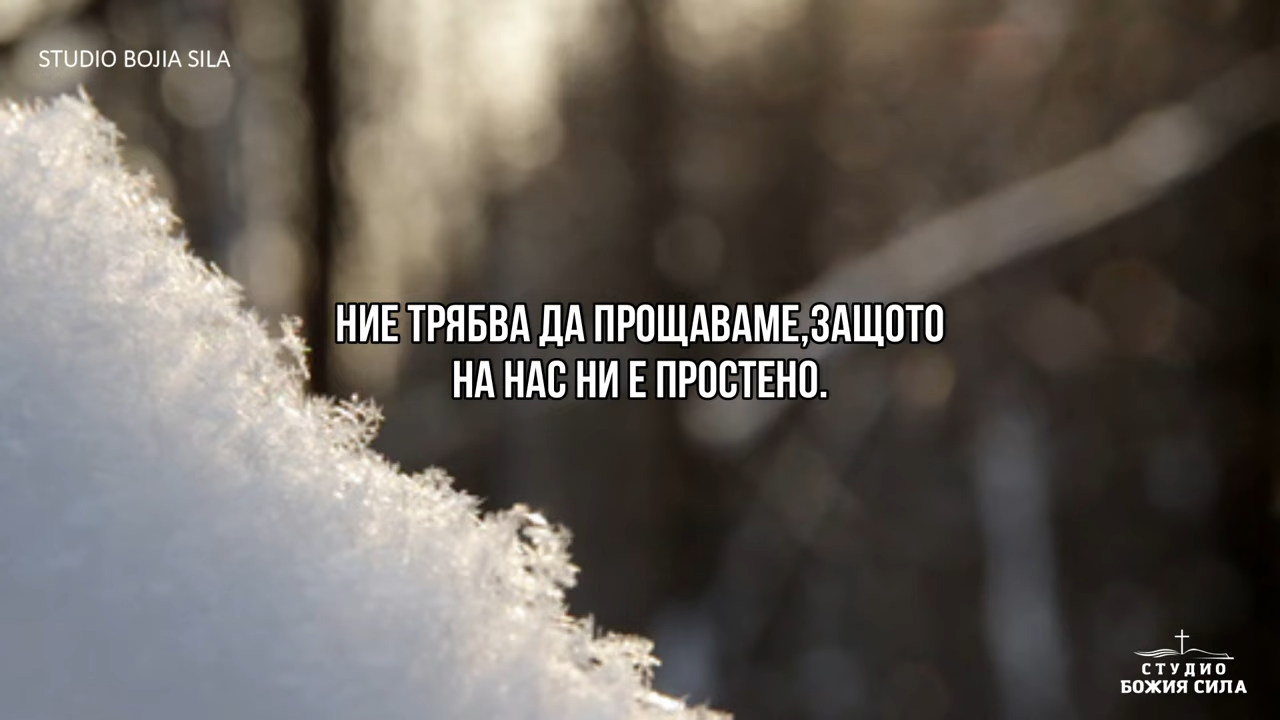 STUDIO BOJIA SILA
НИЕ ТРЯБВА ДА ПРОЩАВАМЕ,ЗАЩОТО
НА НАС НИ Е ПРОСТЕНО.
СТУДИО
БОЖИЯ СИЛА